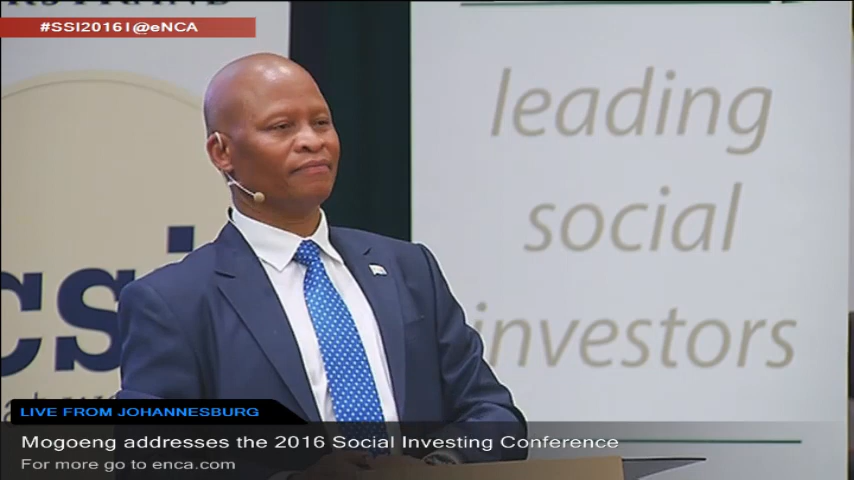 #SSI2016 I @eNCA
leading
social
investors
csi
LIVE FROM JOHANNESBURG
Mogoeng addresses the 2016 Social Investing Conference
For more go to enca.com